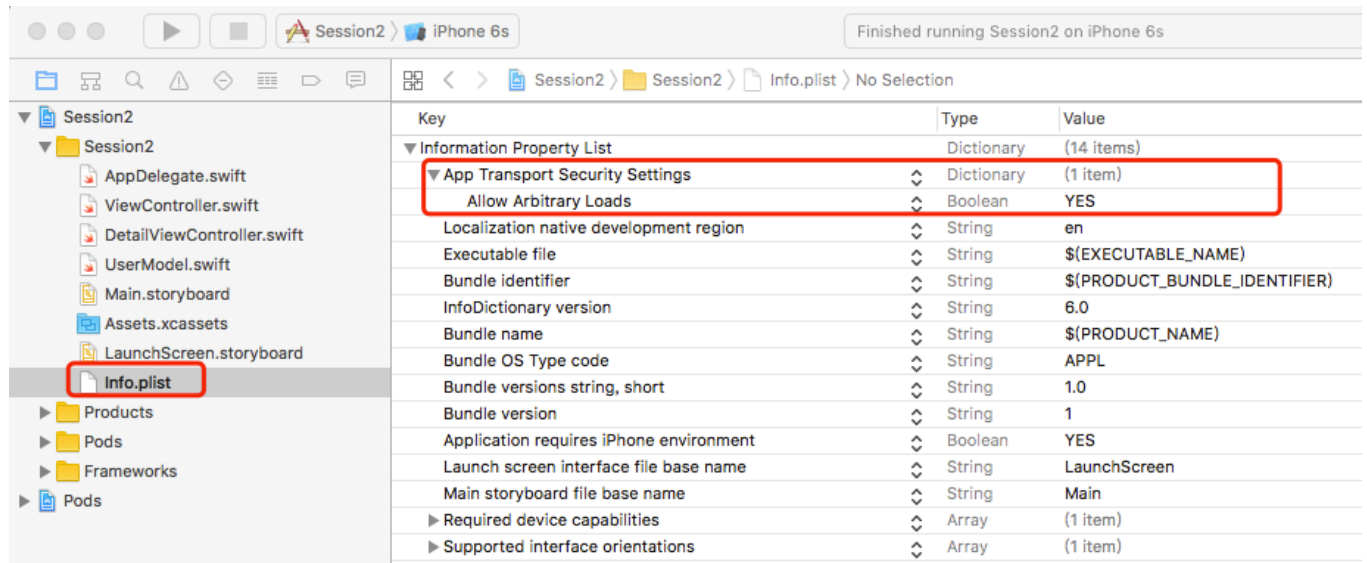 Session2 iPhone 6s Finished running Session2 on iPhone 6s
Session2 Session2 Info.plist No Selection
Session2
Session2
AppDelegate.swift
ViewController.swift
DetailViewController.swift
UserModel.swift
Main.storyboard
Assets.xcassets
LaunchScreen.storyboard
Info.plist
Products
Pods
Frameworks
Pods
Key Type Value
Information Property List Dictionary (14 items)
App Transport Security Settings Dictionary (1 item)
Allow Arbitrary Loads Boolean YES
Localization native development region String en
Executable file String $(EXECUTABLE_NAME)
Bundle identifier String $(PRODUCT_BUNDLE_IDENTIFIER)
InfoDictionary version String 6.0
Bundle name String $(PRODUCT_NAME)
Bundle OS Type code String APPL
Bundle versions string, short String 1.0
Bundle version String 1
Application requires iPhone environment Boolean YES
Launch screen interface file base name String LaunchScreen
Main storyboard file base name String Main
Required device capabilities Array (1 item)
Supported interface orientations Array (1 item)